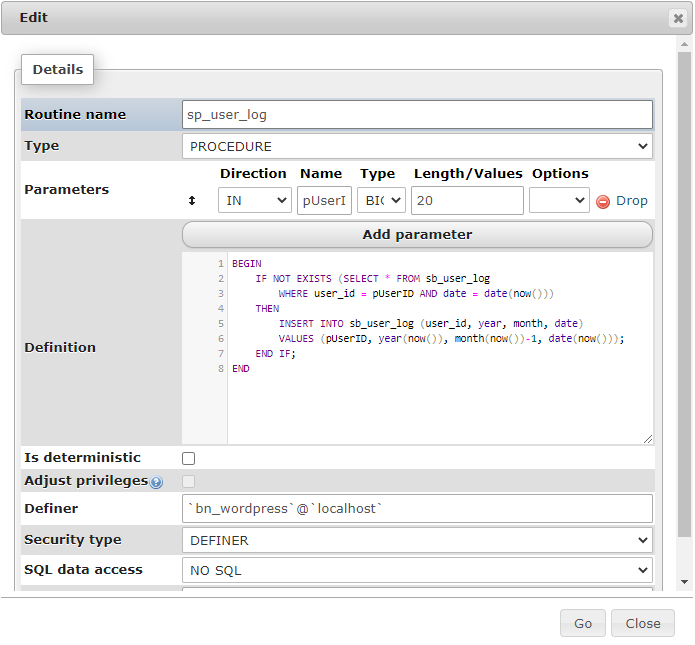 Edit
Details
Routine name sp_user_log
Type PROCEDURE
Direction Name Type Length/Values Options
Parameters IN pUserI BIG 20 Drop
Add parameter
Definition
1 BEGIN
2 IF NOT EXISTS (SELECT * FROM sb_user_log
3 WHERE user_id = pUserID AND date = date(now()))
4 THEN
5 INSERT INTO sb_user_log (user_id, year, month, date)
6 VALUES (pUserID, year(now()), month(now())-1, date(now()));
7 END IF;
8 END
Is deterministic
Adjust privileges
Definer `bn_wordpress`@`localhost`
Security type DEFINER
SQL data access NO SQL
Go Close